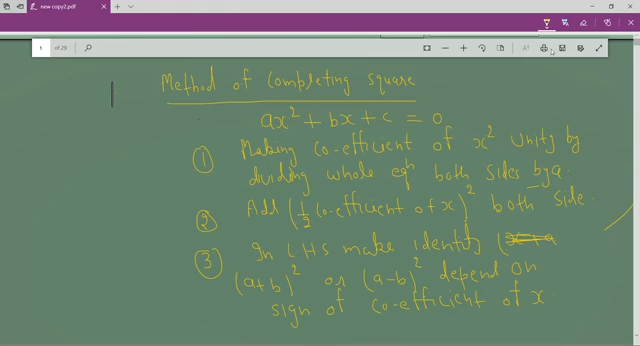 new copy2.pdf
1 of 29
Method of Completing Square
ax² + bx + c = 0
① Making co-efficient of x² Unity by
dividing whole eqⁿ both sides by a.
② Add (½ co-efficient of x)² both side.
③ In LHS make identity (
(a+b)² or (a-b)² depend on
sign of co-efficient of x